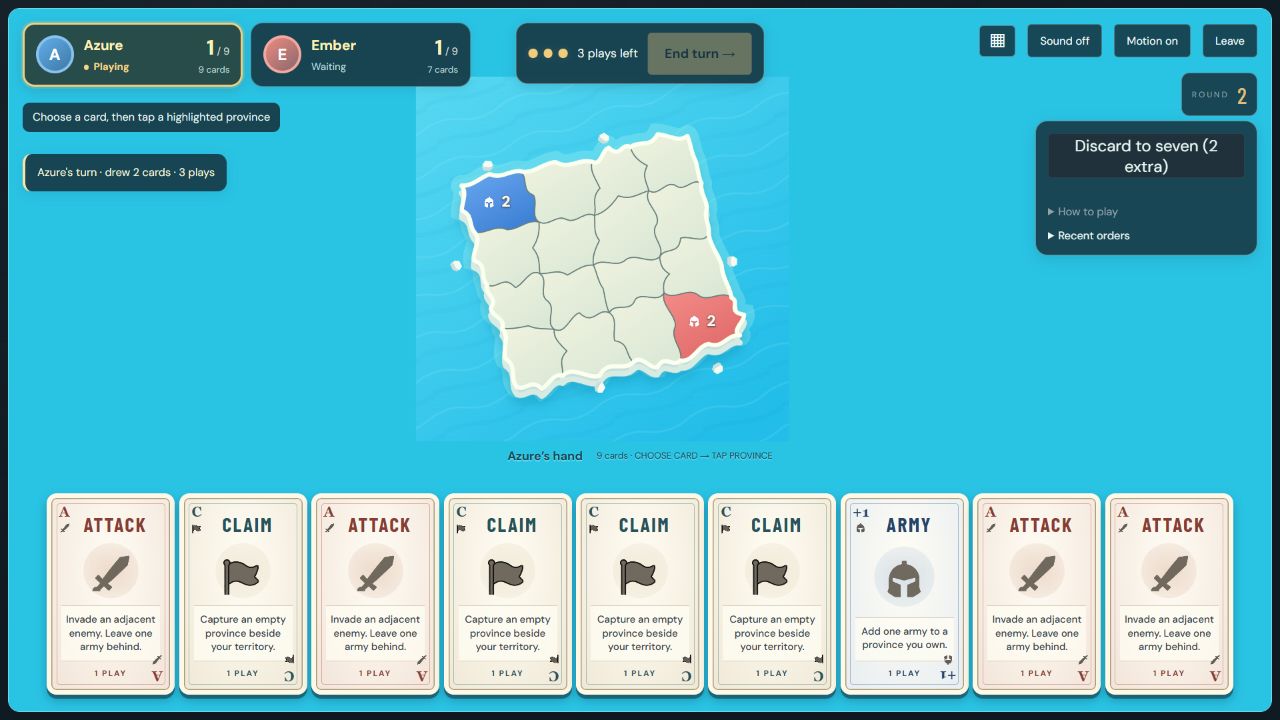 A
Azure
● Playing
1 / 9
9 cards
E
Ember
Waiting
1 / 9
7 cards
3 plays left
End turn →
Sound off
Motion on
Leave
ROUND 2
Choose a card, then tap a highlighted province
Azure's turn · drew 2 cards · 3 plays
Discard to seven (2
extra)
▶ How to play
▶ Recent orders
2
2
Azure's hand
9 cards · CHOOSE CARD → TAP PROVINCE
A
ATTACK
Invade an adjacent
enemy. Leave one
army behind.
1 PLAY
A
C
CLAIM
Capture an empty
province beside
your territory.
1 PLAY
C
A
ATTACK
Invade an adjacent
enemy. Leave one
army behind.
1 PLAY
A
C
CLAIM
Capture an empty
province beside
your territory.
1 PLAY
C
C
CLAIM
Capture an empty
province beside
your territory.
1 PLAY
C
C
CLAIM
Capture an empty
province beside
your territory.
1 PLAY
C
+1
ARMY
Add one army to a
province you own.
1 PLAY
+1
A
ATTACK
Invade an adjacent
enemy. Leave one
army behind.
1 PLAY
A
A
ATTACK
Invade an adjacent
enemy. Leave one
army behind.
1 PLAY
A